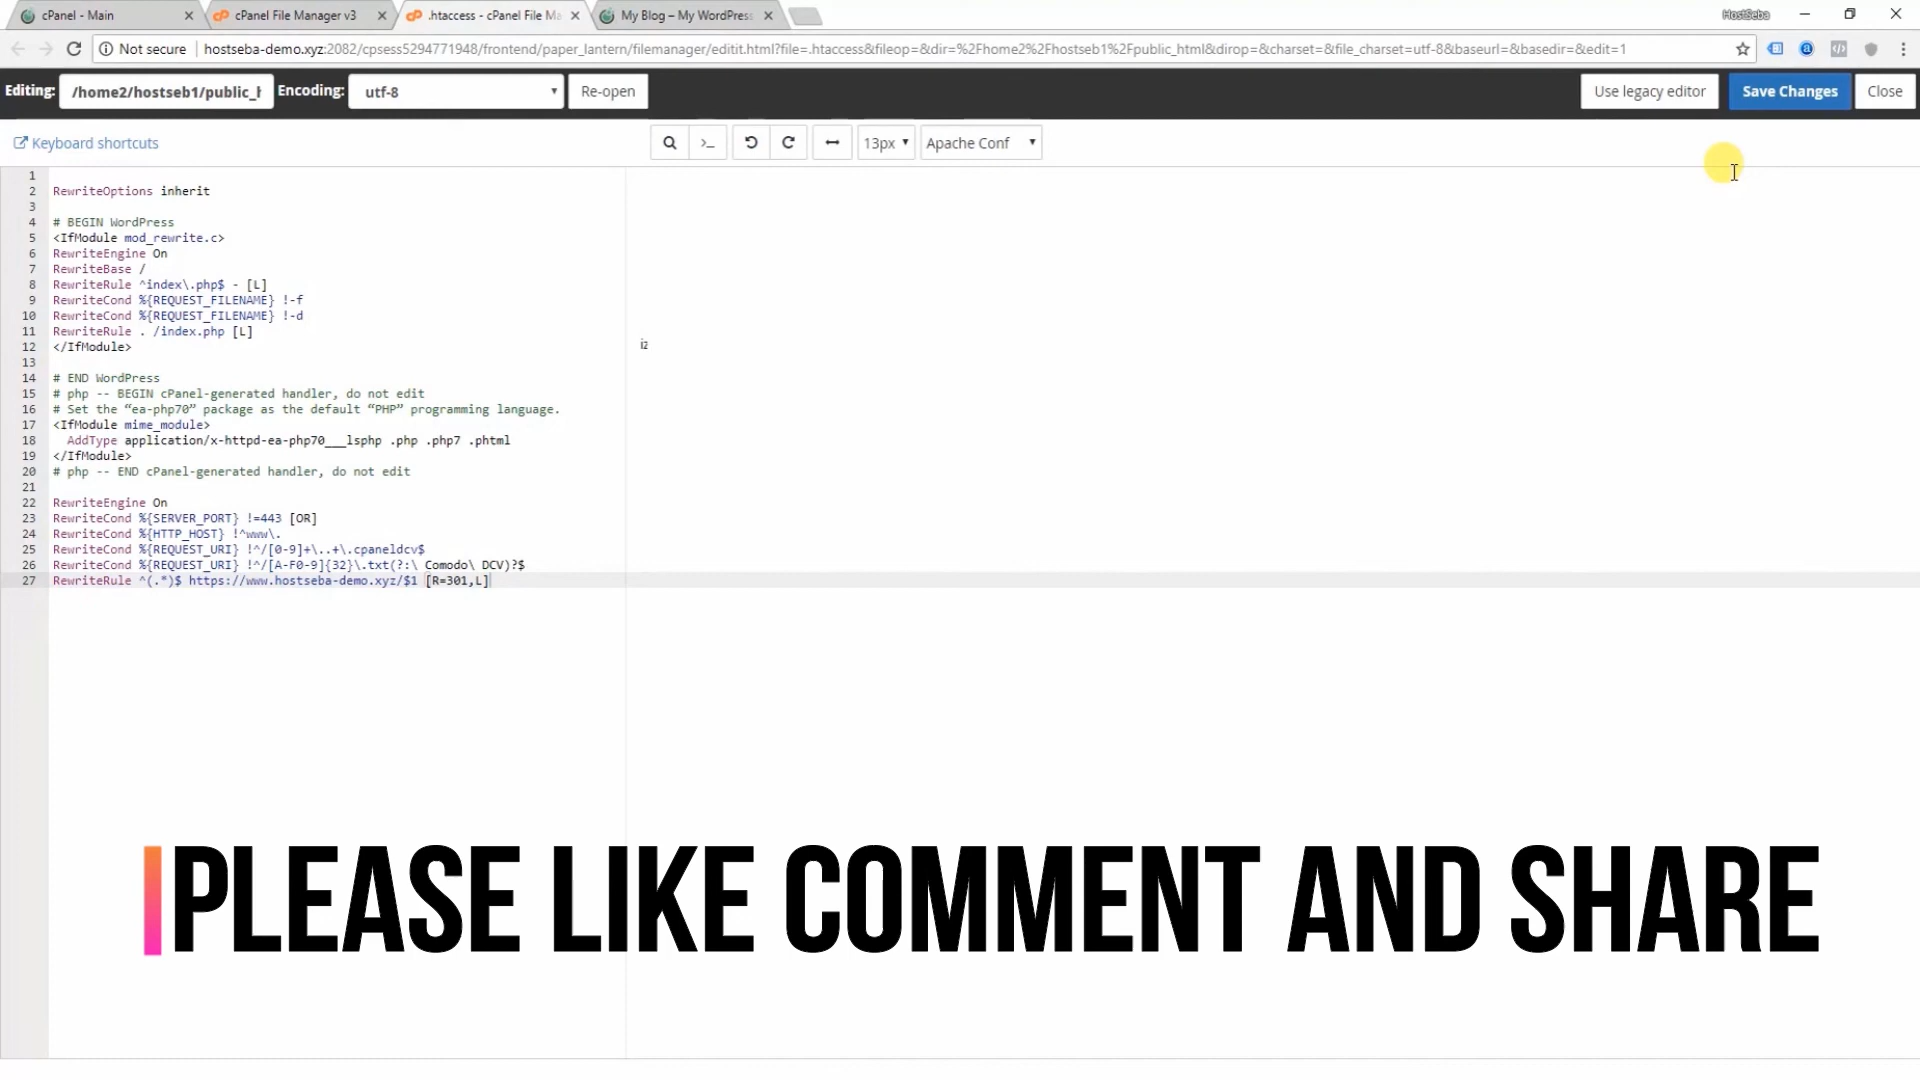 cPanel - Main
cPanel File Manager v3
.htaccess - cPanel File Ma
My Blog – My WordPress
HostSeba
Not secure
hostseba-demo.xyz:2082/cpsess5294771948/frontend/paper_lantern/filemanager/editit.html?file=.htaccess&fileop=&dir=%2Fhome2%2Fhostseb1%2Fpublic_html&dirop=&charset=&file_charset=utf-8&baseurl=&basedir=&edit=1
Editing:
/home2/hostseb1/public_h
Encoding:
utf-8
Re-open
Use legacy editor
Save Changes
Close
Keyboard shortcuts
13px
Apache Conf
1
2 RewriteOptions inherit
3
4 # BEGIN WordPress
5 <IfModule mod_rewrite.c>
6 RewriteEngine On
7 RewriteBase /
8 RewriteRule ^index\.php$ - [L]
9 RewriteCond %{REQUEST_FILENAME} !-f
10 RewriteCond %{REQUEST_FILENAME} !-d
11 RewriteRule . /index.php [L]
12 </IfModule>
13
14 # END WordPress
15 # php -- BEGIN cPanel-generated handler, do not edit
16 # Set the “ea-php70” package as the default “PHP” programming language.
17 <IfModule mime_module>
18 AddType application/x-httpd-ea-php70___lsphp .php .php7 .phtml
19 </IfModule>
20 # php -- END cPanel-generated handler, do not edit
21
22 RewriteEngine On
23 RewriteCond %{SERVER_PORT} !=443 [OR]
24 RewriteCond %{HTTP_HOST} !^www\.
25 RewriteCond %{REQUEST_URI} !^/[0-9]+\..+\.cpaneldcv$
26 RewriteCond %{REQUEST_URI} !^/[A-F0-9]{32}\.txt(?:\ Comodo\ DCV)?$
27 RewriteRule ^(.*)$ https://www.hostseba-demo.xyz/$1 [R=301,L]
PLEASE LIKE COMMENT AND SHARE